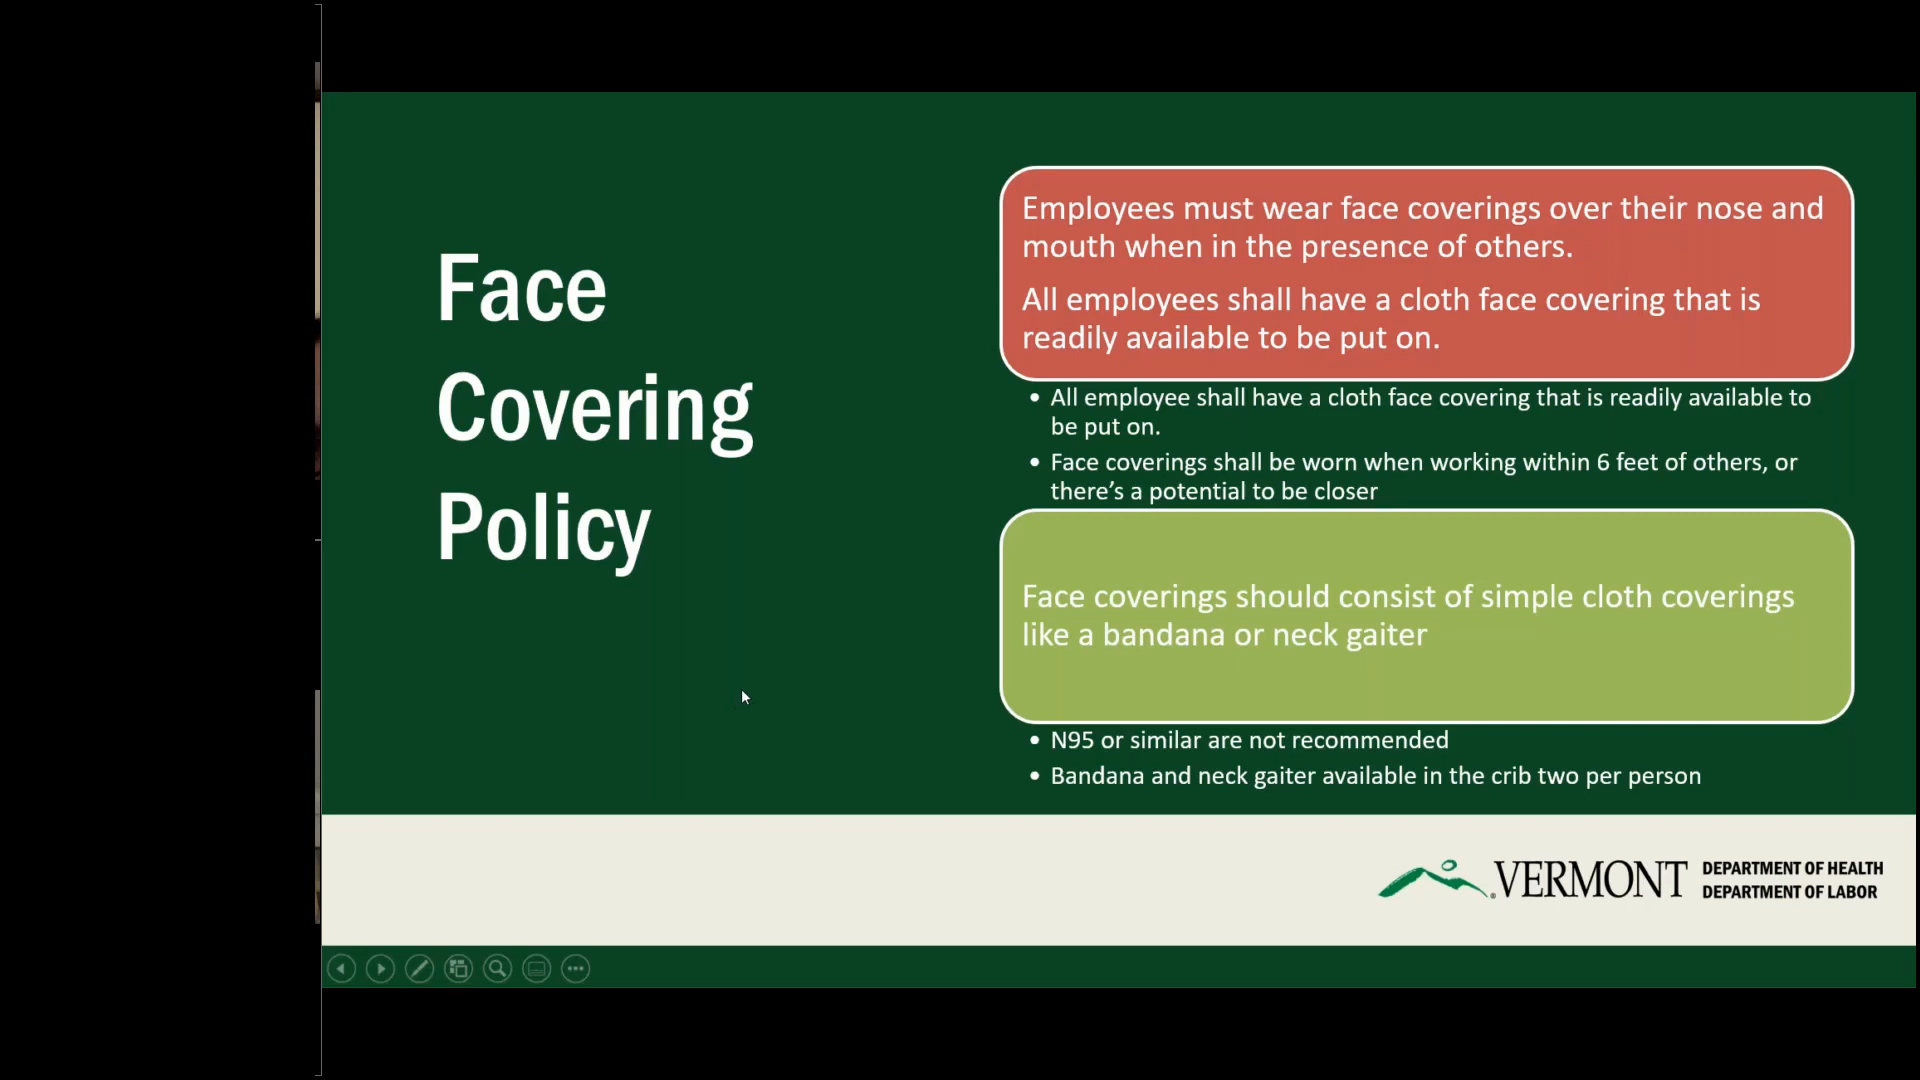 Face
Covering
Policy
Employees must wear face coverings over their nose and
mouth when in the presence of others.
All employees shall have a cloth face covering that is
readily available to be put on.
• All employee shall have a cloth face covering that is readily available to
be put on.
• Face coverings shall be worn when working within 6 feet of others, or
there’s a potential to be closer
Face coverings should consist of simple cloth coverings
like a bandana or neck gaiter
• N95 or similar are not recommended
• Bandana and neck gaiter available in the crib two per person
VERMONT
DEPARTMENT OF HEALTH
DEPARTMENT OF LABOR